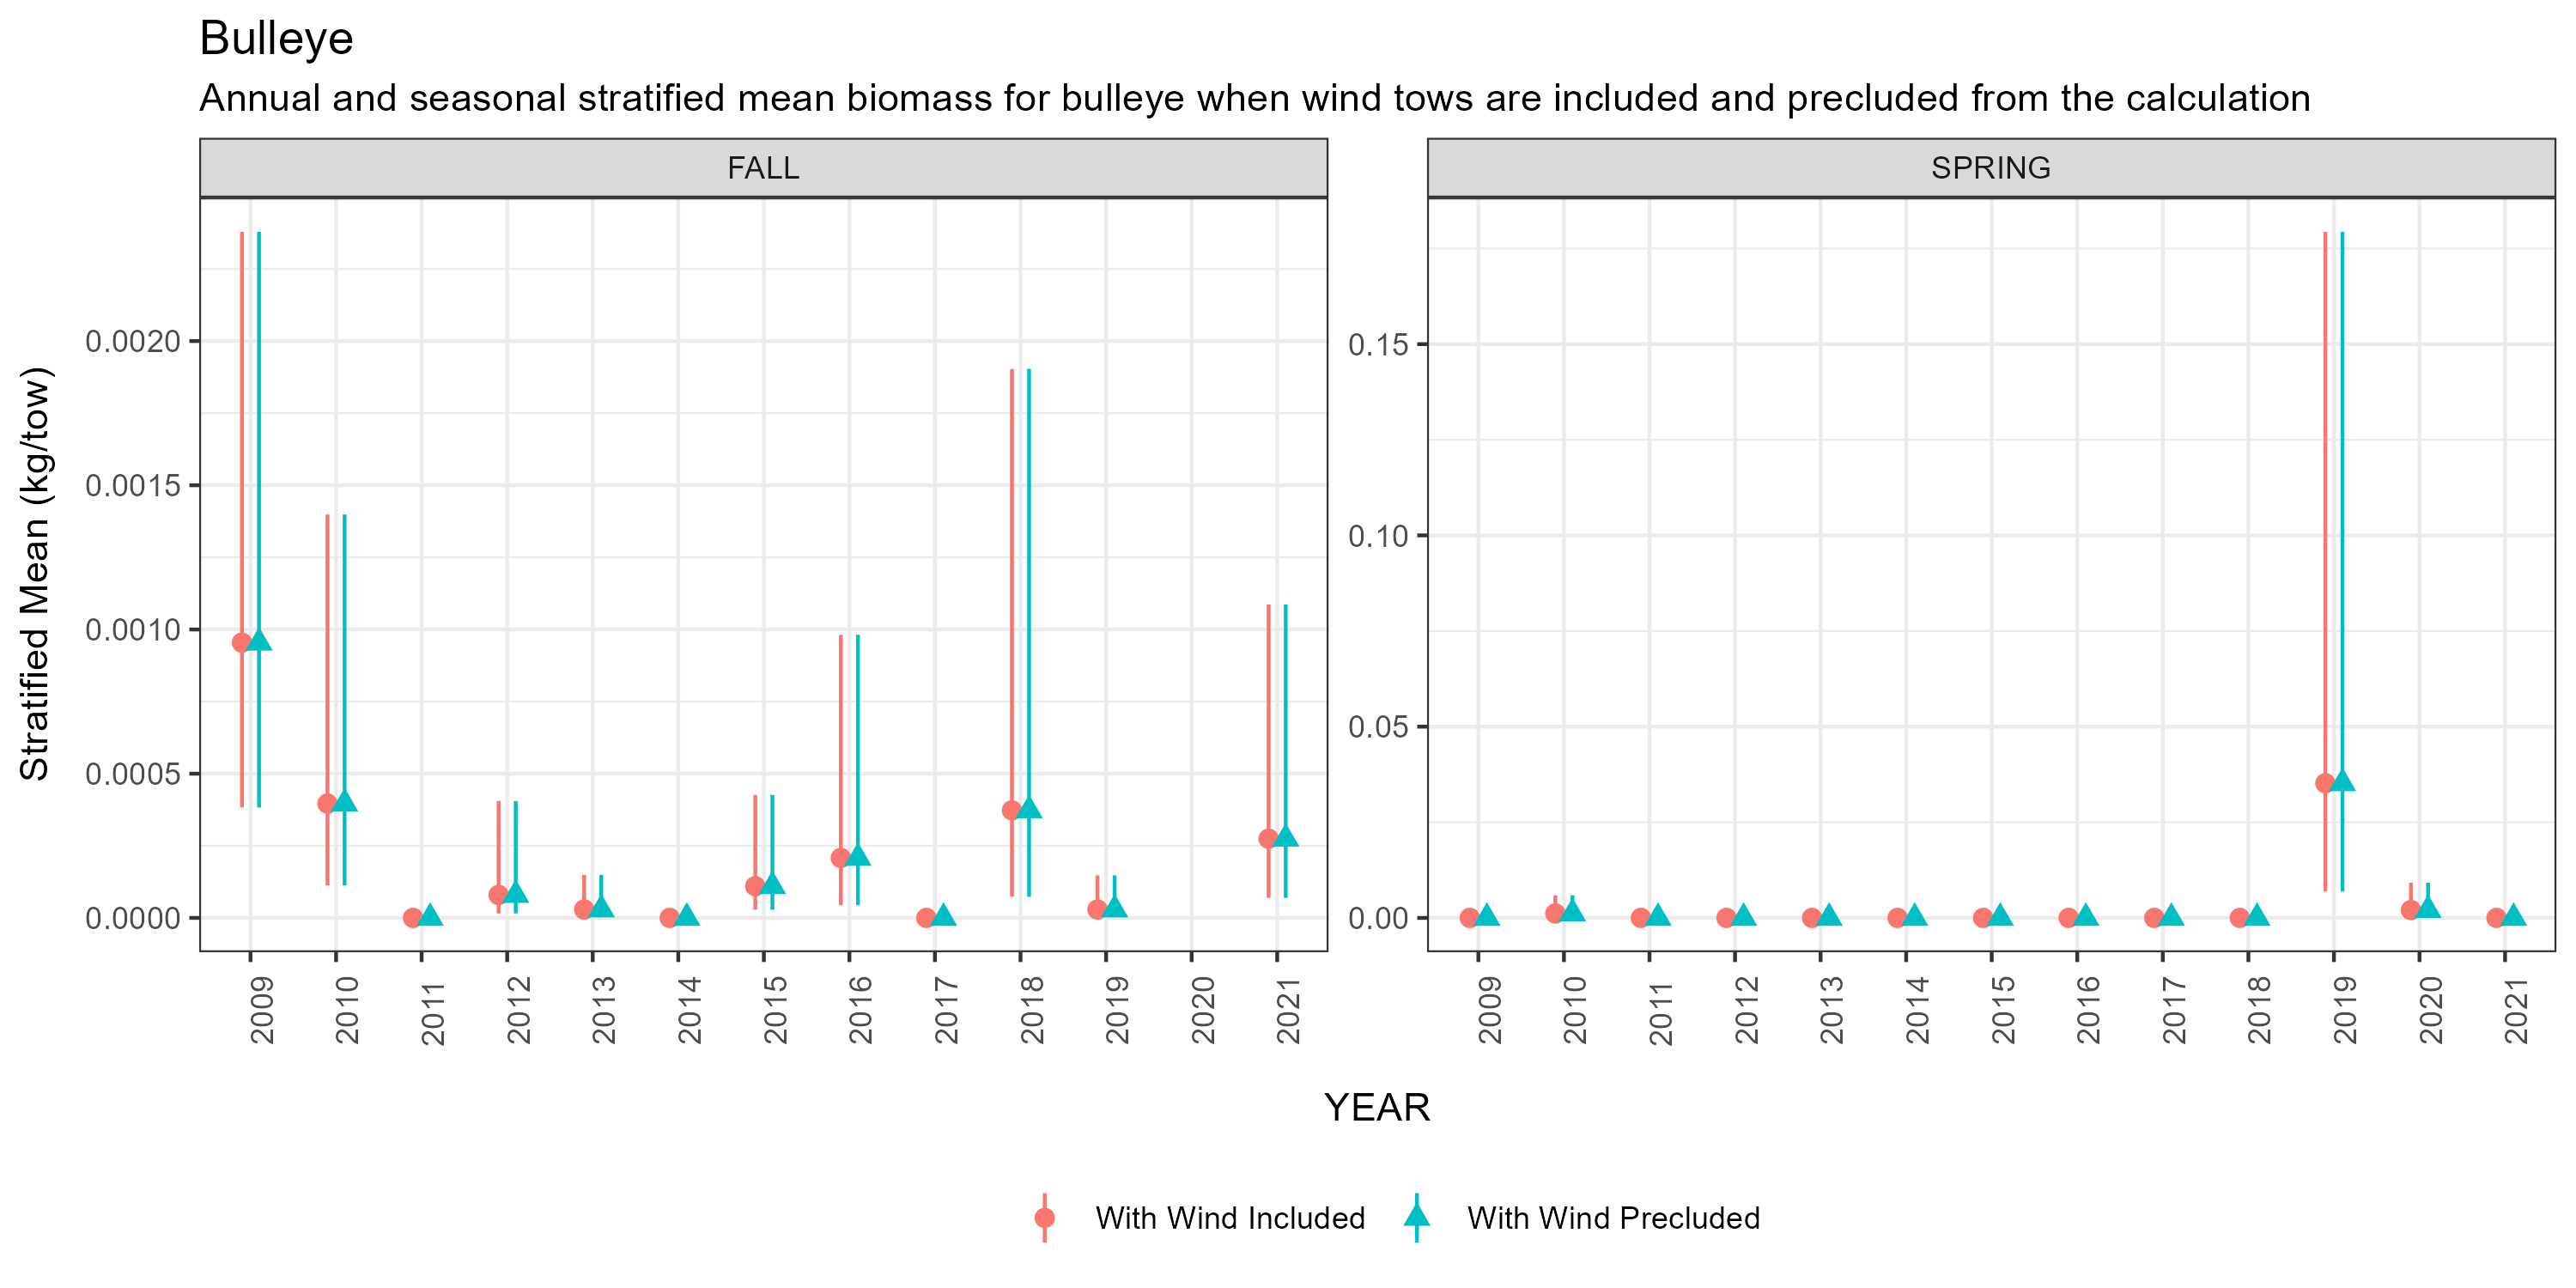 Bulleye
Annual and seasonal stratified mean biomass for bulleye when wind tows are included and precluded from the calculation
FALL
SPRING
Stratified Mean (kg/tow)
0.0020
0.0015
0.0010
0.0005
0.0000
0.15
0.10
0.05
0.00
2009 2010 2011 2012 2013 2014 2015 2016 2017 2018 2019 2020 2021
2009 2010 2011 2012 2013 2014 2015 2016 2017 2018 2019 2020 2021
YEAR
With Wind Included
With Wind Precluded